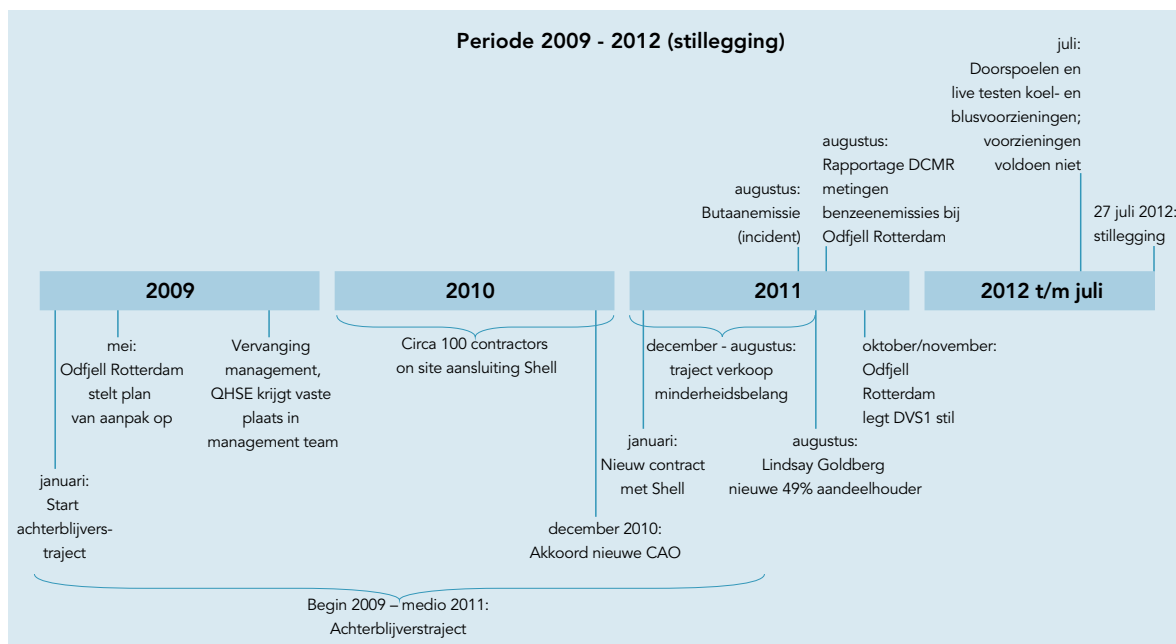 Periode 2009 - 2012 (stillegging)
juli:
Doorspoelen en
live testen koel- en
blusvoorzieningen;
voorzieningen
voldoen niet
augustus:
Rapportage DCMR
metingen
benzeenemissies bij
Odfjell Rotterdam
augustus:
Butaanemissie
(incident)
27 juli 2012:
stillegging
2009
2010
2011
2012 t/m juli
mei:
Odfjell Rotterdam
stelt plan
van aanpak op
Vervanging
management,
QHSE krijgt vaste
plaats in
management team
Circa 100 contractors
on site aansluiting Shell
december - augustus:
traject verkoop
minderheidsbelang
oktober/november:
Odfjell
Rotterdam
legt DVS1 stil
januari:
Start
achterblijvers-
traject
januari:
Nieuw contract
met Shell
augustus:
Lindsay Goldberg
nieuwe 49% aandeelhouder
december 2010:
Akkoord nieuwe CAO
Begin 2009 – medio 2011:
Achterblijverstraject